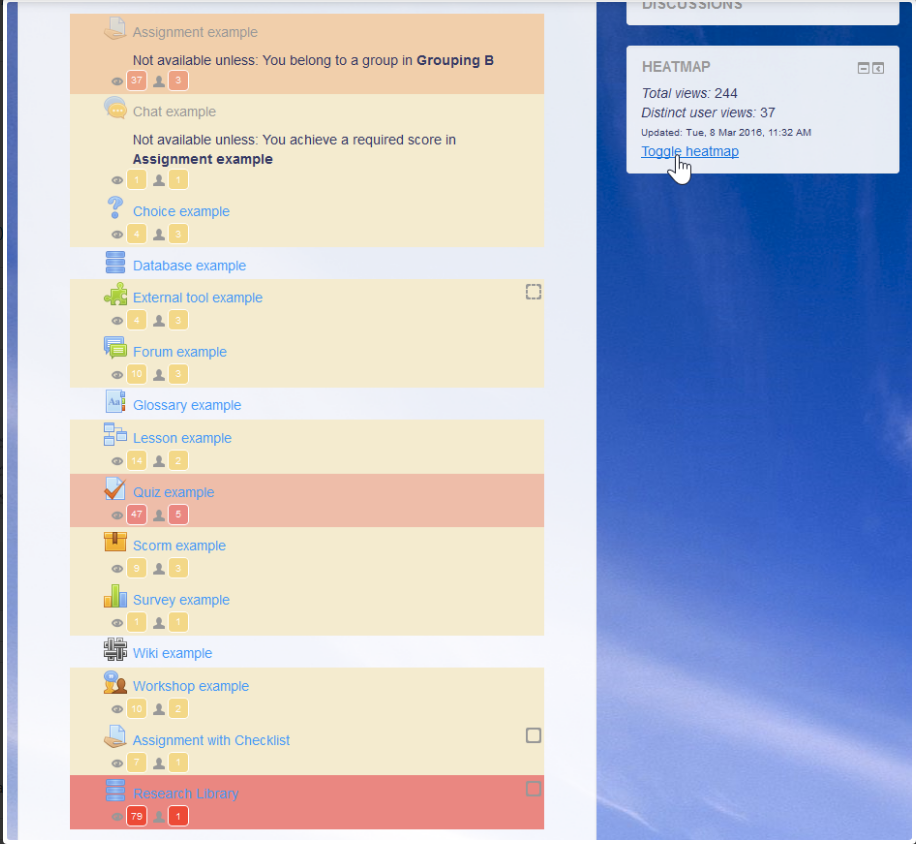 Assignment example
Not available unless: You belong to a group in Grouping B
37 3
Chat example
Not available unless: You achieve a required score in
Assignment example
1 1
Choice example
4 3
Database example
External tool example
4 3
Forum example
10 3
Aa
Glossary example
Lesson example
14 2
Quiz example
47 5
Scorm example
9 3
Survey example
1 1
Wiki example
Workshop example
10 2
Assignment with Checklist
7 1
Research Library
79 1
DISCUSSIONS
HEATMAP
Total views: 244
Distinct user views: 37
Updated: Tue, 8 Mar 2016, 11:32 AM
Toggle heatmap